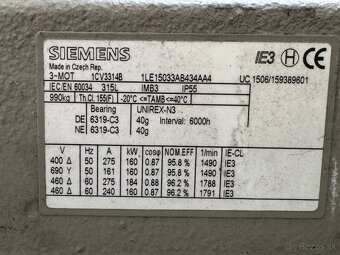 SIEMENS
IE3 H CE
Made in Czech Rep.
3-MOT 1CV3314B 1LE15033AB434AA4 UC 1506/159389601
IEC/EN 60034 315L IMB3 IP55
990kg Th.Cl. 155(F) -20°C <=TAMB<=40°C
Bearing UNIREX-N3
DE 6319-C3 40g Interval: 6000h
NE 6319-C3 40g
V Hz A kW cosφ NOM.EFF 1/min IE-CL
400 Δ 50 275 160 0.87 95.8 % 1490 IE3
690 Y 50 161 160 0.87 95.8 % 1490 IE3
460 Δ 60 275 184 0.88 96.2 % 1788 IE3
460 Δ 60 240 160 0.87 96.2 % 1791 IE3